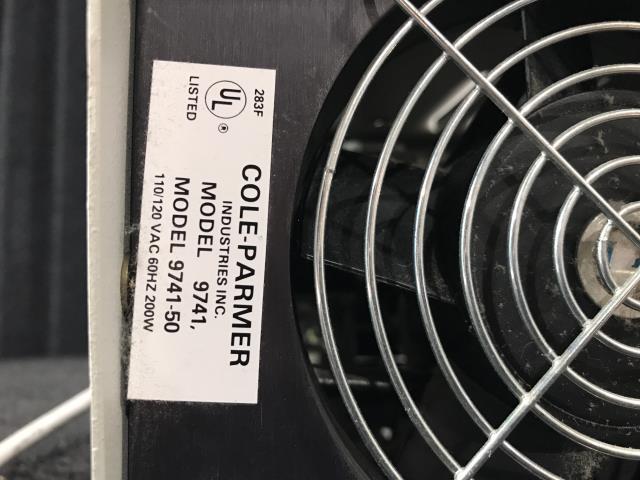 283F
UL ®
LISTED
COLE-PARMER
INDUSTRIES INC.
MODEL 9741,
MODEL 9741-50
110/120 VAC 60HZ 200W